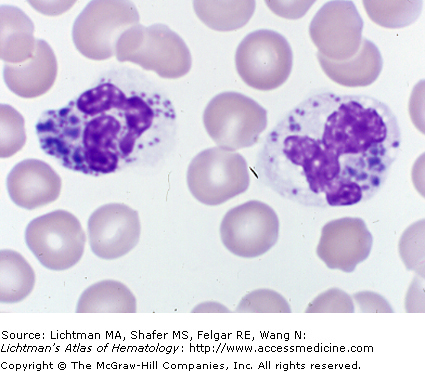 Source: Lichtman MA, Shafer MS, Felgar RE, Wang N:
Lichtman's Atlas of Hematology: http://www.accessmedicine.com
Copyright © The McGraw-Hill Companies, Inc. All rights reserved.